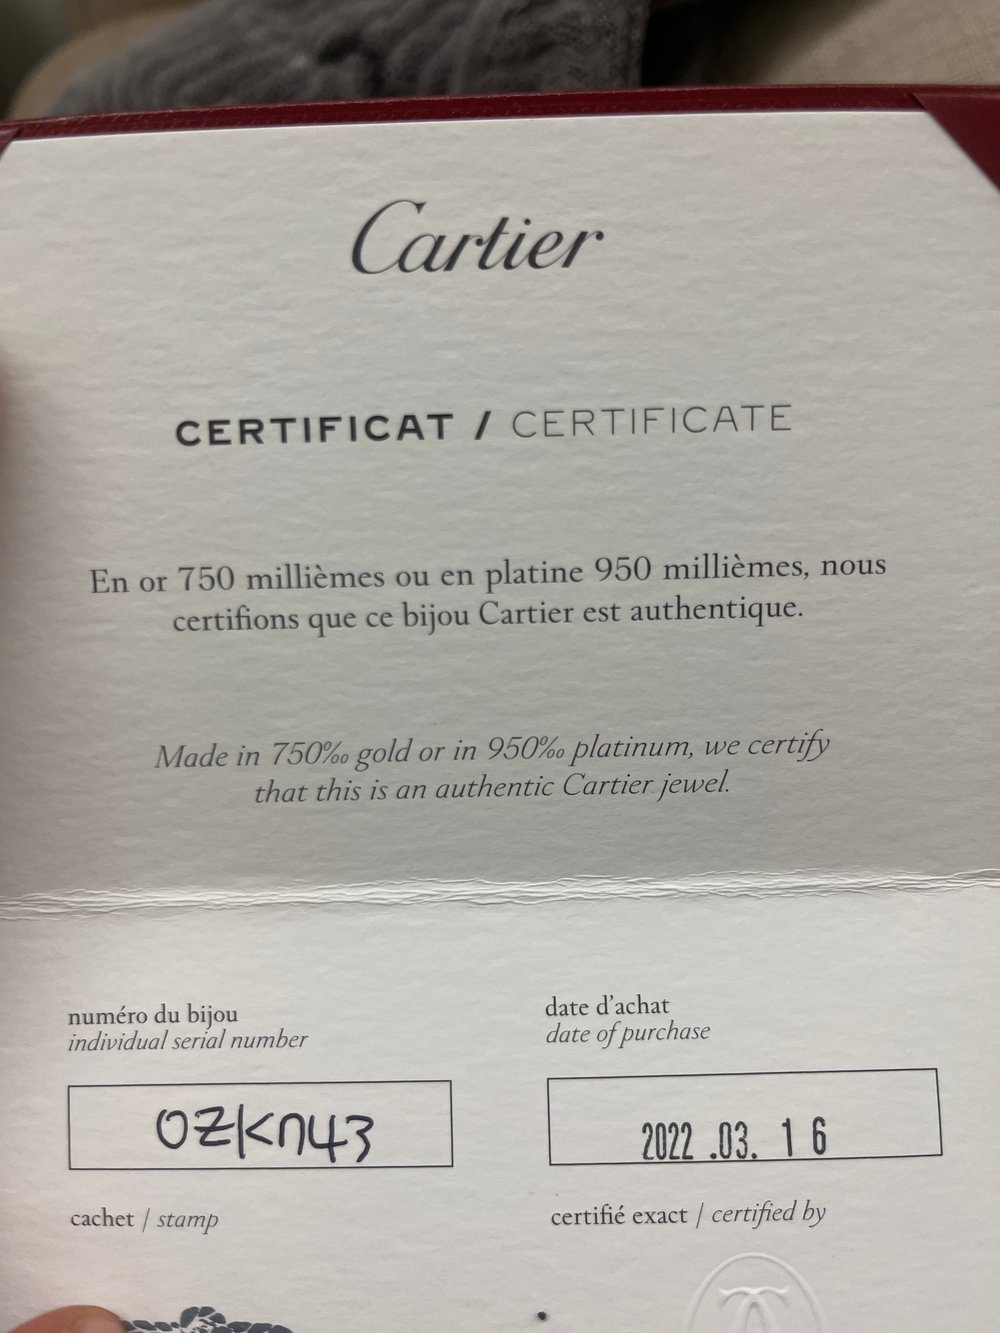 Cartier
CERTIFICAT / CERTIFICATE
En or 750 millièmes ou en platine 950 millièmes, nous
certifions que ce bijou Cartier est authentique.
Made in 750‰ gold or in 950‰ platinum, we certify
that this is an authentic Cartier jewel.
numéro du bijou
individual serial number
OZKN43
date d'achat
date of purchase
2022 .03. 1 6
cachet / stamp
certifié exact / certified by